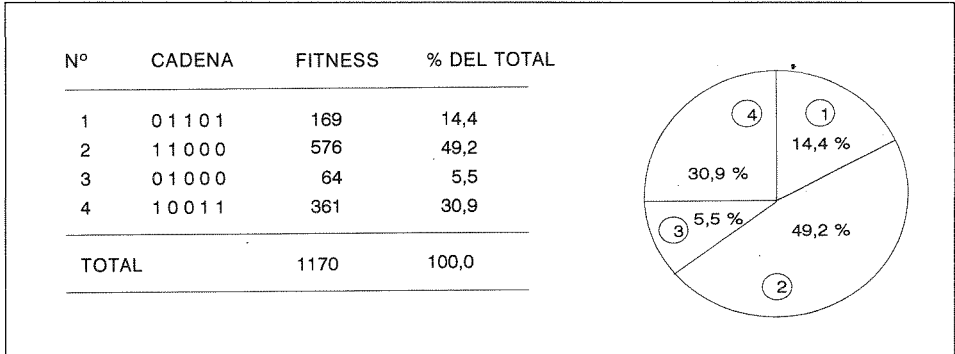 Nº CADENA FITNESS % DEL TOTAL
1 01101 169 14,4
2 11000 576 49,2
3 01000 64 5,5
4 10011 361 30,9
TOTAL 1170 100,0
4 1
14,4 %
30,9 %
5,5 %
3 49,2 %
2